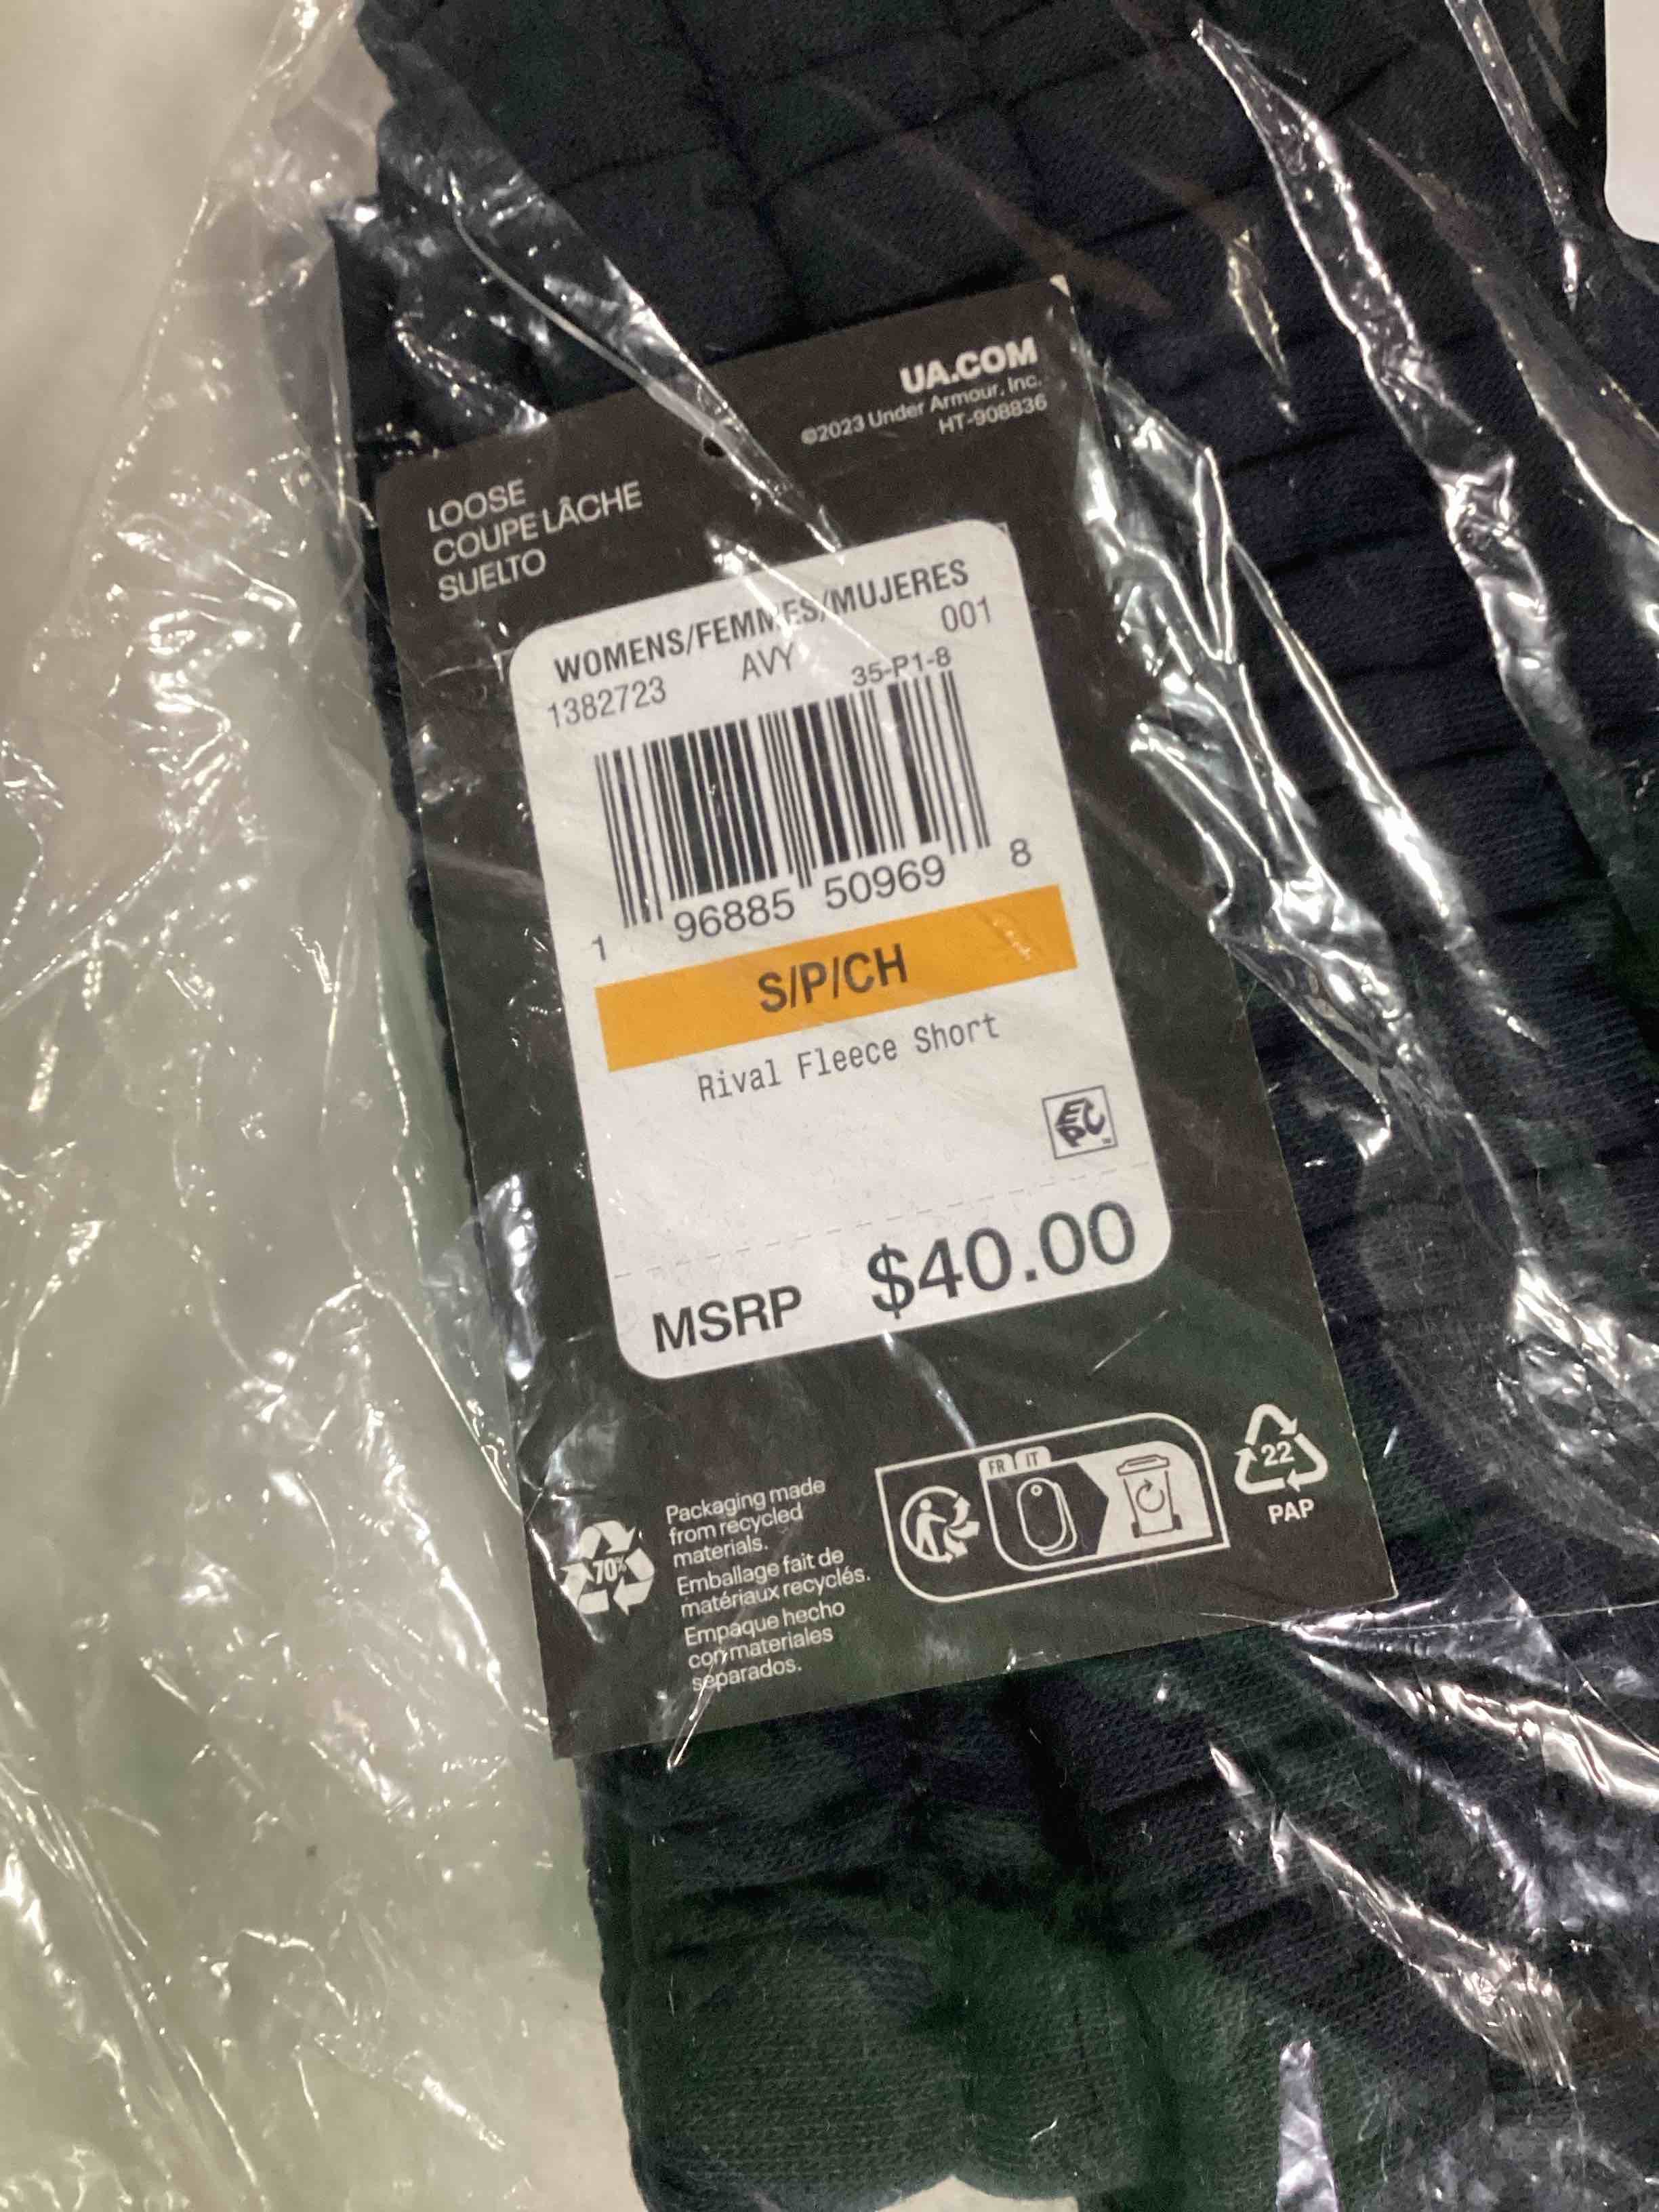 UA.COM
©2023 Under Armour, Inc.
HT-908836
LOOSE
COUPE LÂCHE
SUELTO
WOMENS/FEMMES/MUJERES
1382723 AVY 001
35-P1-8
1 96885 50969 8
S/P/CH
Rival Fleece Short
EPC
MSRP $40.00
70%
Packaging made
from recycled
materials.
Emballage fait de
matériaux recyclés.
Empaque hecho
con materiales
separados.
FR IT
22
PAP